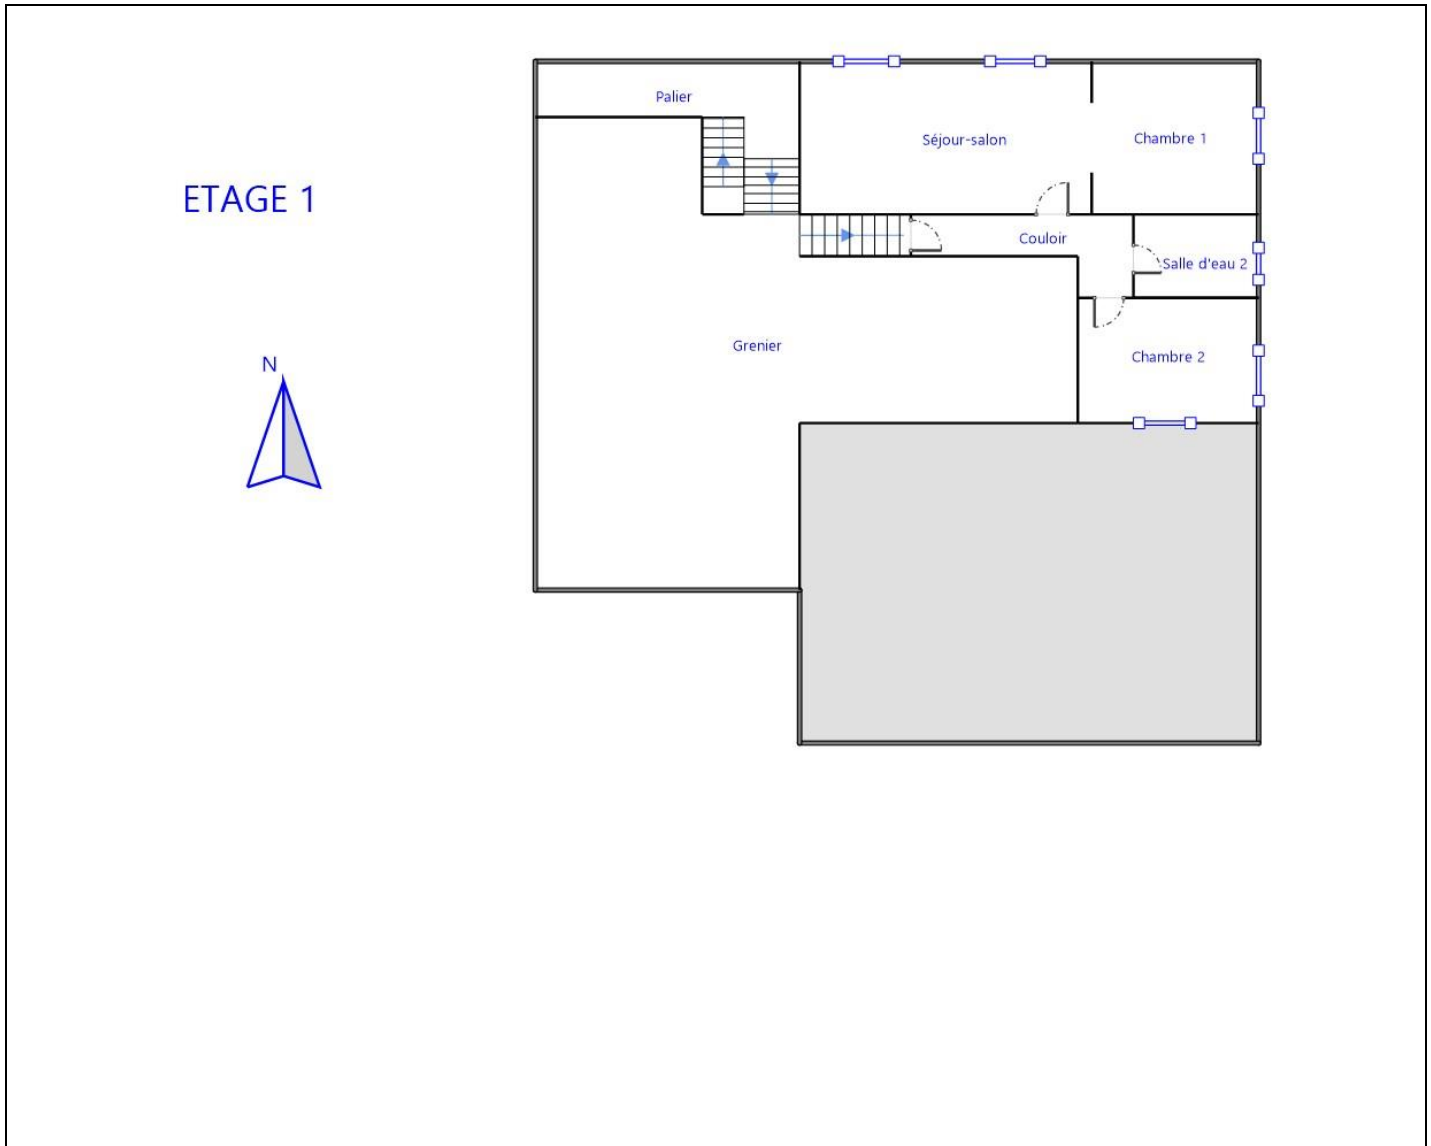 Palier
Séjour-salon
Chambre 1
ETAGE 1
Couloir
Salle d'eau 2
Grenier
Chambre 2
N